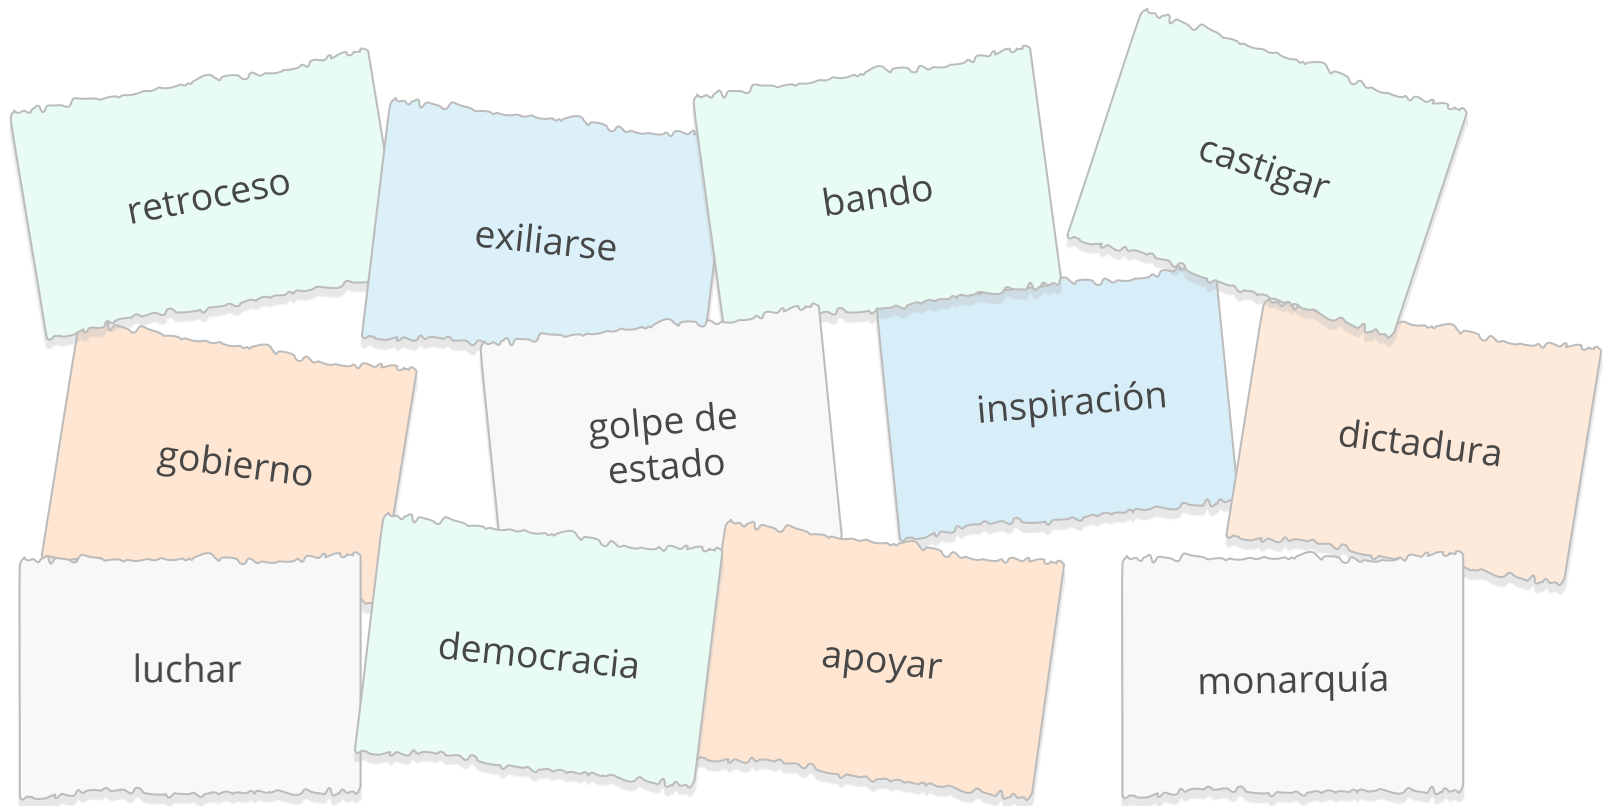 retroceso
exiliarse
bando
castigar
gobierno
golpe de
estado
inspiración
dictadura
luchar
democracia
apoyar
monarquía